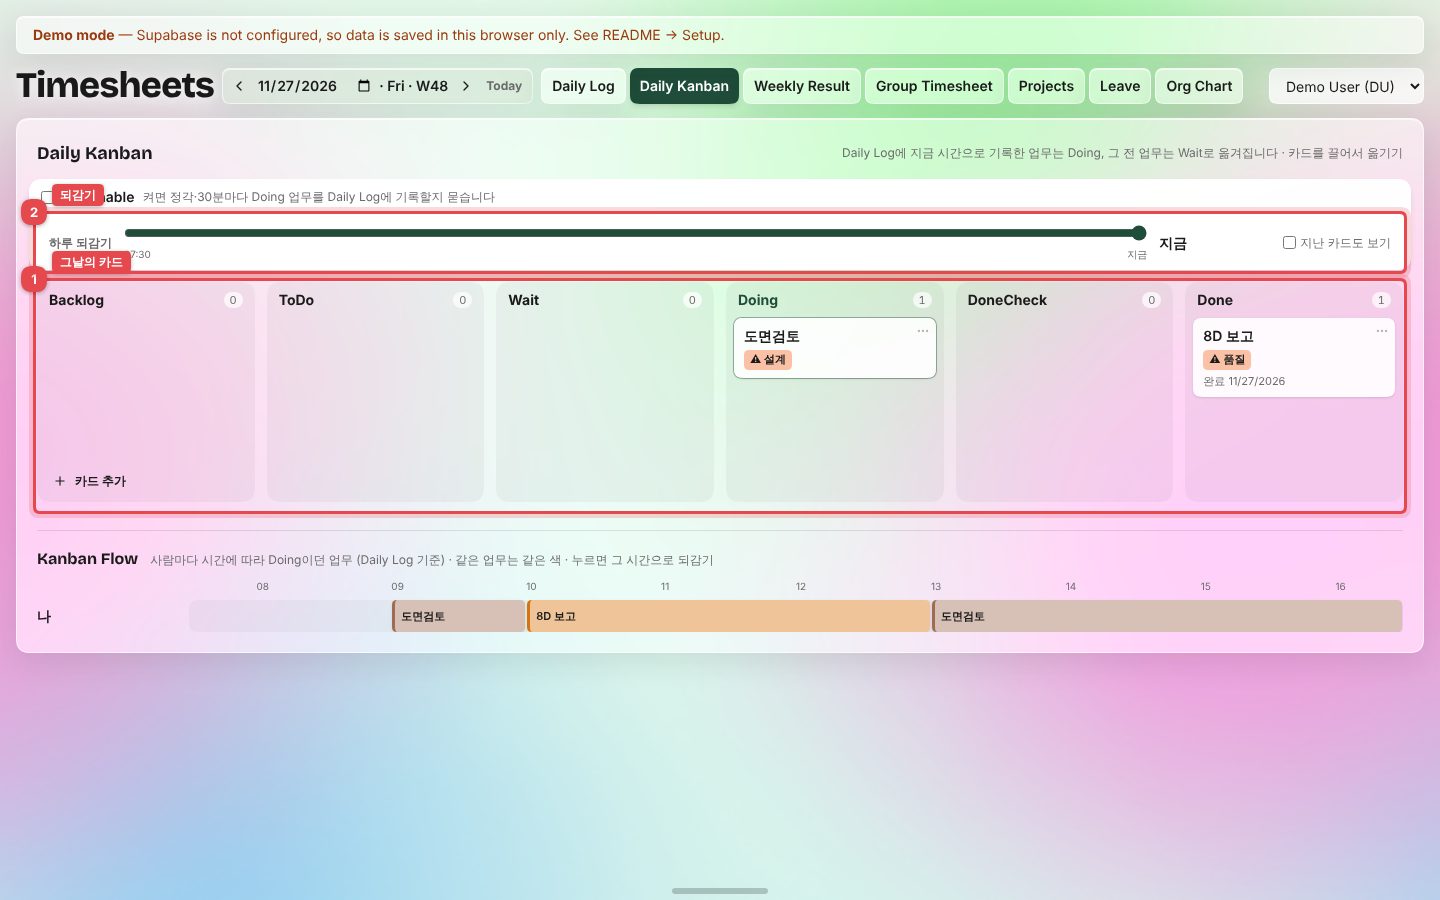 Demo mode — Supabase is not configured, so data is saved in this browser only. See README → Setup.
Timesheets
11/27/2026 · Fri · W48 Today
Daily Log Daily Kanban Weekly Result Group Timesheet Projects Leave Org Chart
Demo User (DU)
Daily Kanban
Daily Log에 지금 시간으로 기록한 업무는 Doing, 그 전 업무는 Wait로 옮겨집니다 · 카드를 끌어서 옮기기
되감기
켜면 정각·30분마다 Doing 업무를 Daily Log에 기록할지 묻습니다
2
하루 되감기
7:30
지금
지금
지난 카드도 보기
그날의 카드
1
Backlog 0
ToDo 0
Wait 0
Doing 1
DoneCheck 0
Done 1
도면검토 ...
⚠ 설계
8D 보고 ...
⚠ 품질
완료 11/27/2026
+ 카드 추가
Kanban Flow 사람마다 시간에 따라 Doing이던 업무 (Daily Log 기준) · 같은 업무는 같은 색 · 누르면 그 시간으로 되감기
08 09 10 11 12 13 14 15 16
나 도면검토 8D 보고 도면검토